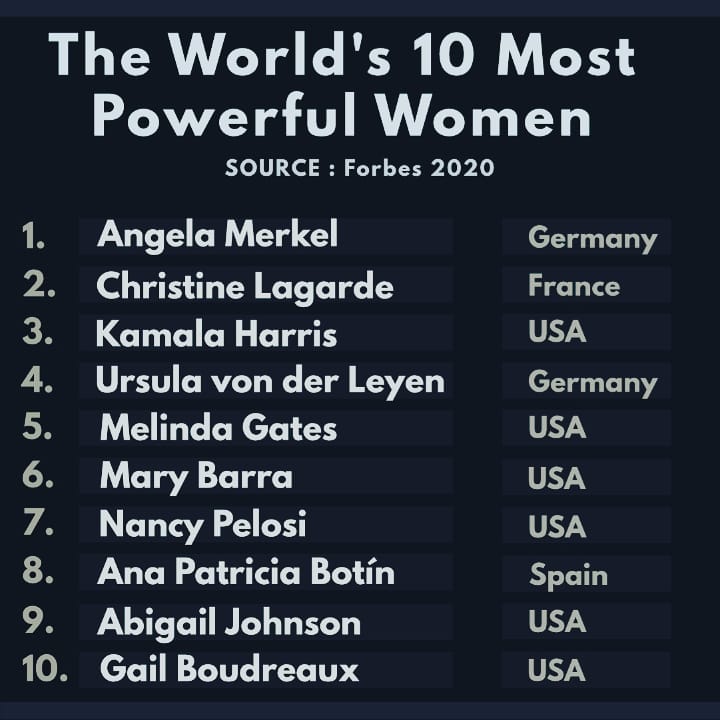 The World's 10 Most
Powerful Women
SOURCE : Forbes 2020
1. Angela Merkel Germany
2. Christine Lagarde France
3. Kamala Harris USA
4. Ursula von der Leyen Germany
5. Melinda Gates USA
6. Mary Barra USA
7. Nancy Pelosi USA
8. Ana Patricia Botín Spain
9. Abigail Johnson USA
10. Gail Boudreaux USA